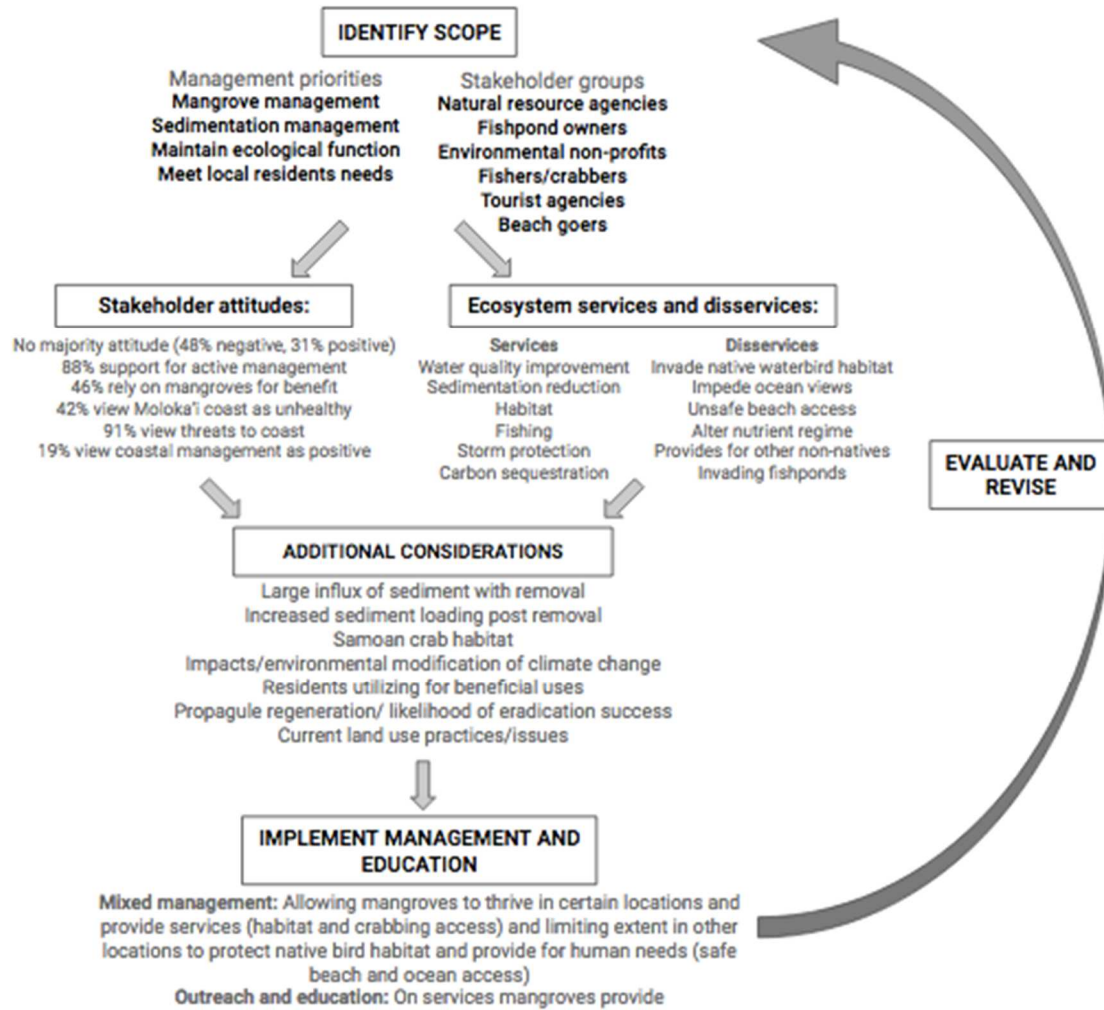 IDENTIFY SCOPE
Management priorities
Mangrove management
Sedimentation management
Maintain ecological function
Meet local residents needs
Stakeholder groups
Natural resource agencies
Fishpond owners
Environmental non-profits
Fishers/crabbers
Tourist agencies
Beach goers
Stakeholder attitudes:
No majority attitude (48% negative, 31% positive)
88% support for active management
46% rely on mangroves for benefit
42% view Moloka'i coast as unhealthy
91% view threats to coast
19% view coastal management as positive
Ecosystem services and disservices:
Services
Water quality improvement
Sedimentation reduction
Habitat
Fishing
Storm protection
Carbon sequestration
Disservices
Invade native waterbird habitat
Impede ocean views
Unsafe beach access
Alter nutrient regime
Provides for other non-natives
Invading fishponds
EVALUATE AND
REVISE
ADDITIONAL CONSIDERATIONS
Large influx of sediment with removal
Increased sediment loading post removal
Samoan crab habitat
Impacts/environmental modification of climate change
Residents utilizing for beneficial uses
Propagule regeneration/ likelihood of eradication success
Current land use practices/issues
IMPLEMENT MANAGEMENT AND
EDUCATION
Mixed management: Allowing mangroves to thrive in certain locations and
provide services (habitat and crabbing access) and limiting extent in other
locations to protect native bird habitat and provide for human needs (safe
beach and ocean access)
Outreach and education: On services mangroves provide